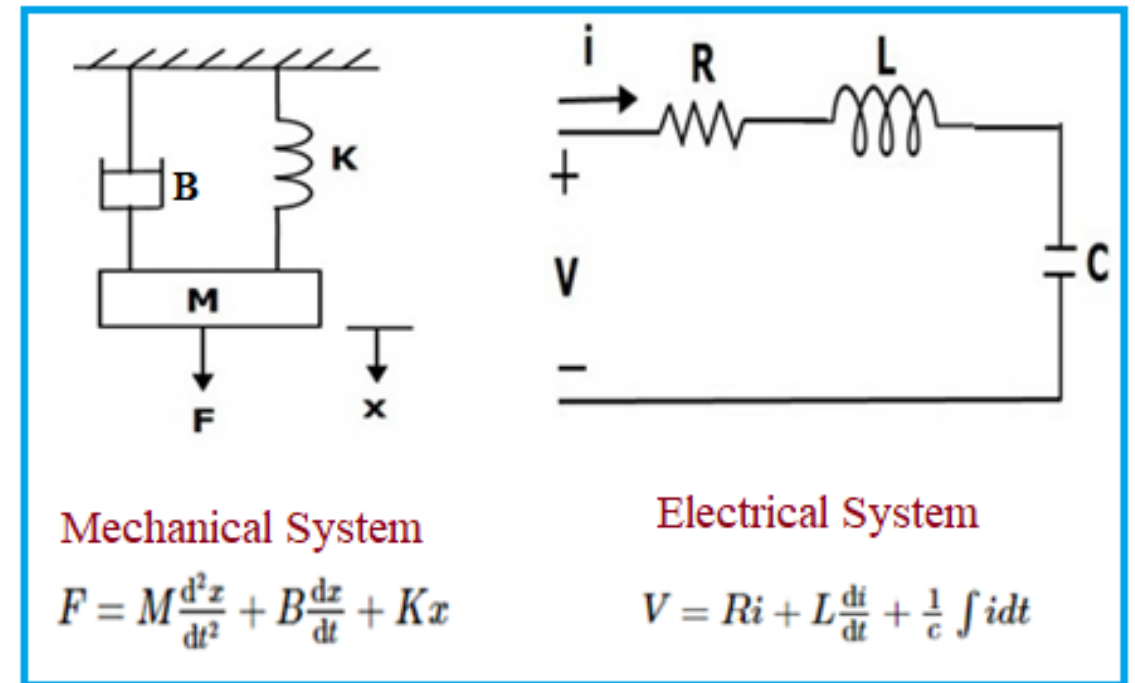 B
K
M
F
x
i
R
L
+
V
−
C
Mechanical System
F = M d²x/dt² + B dx/dt + Kx
Electrical System
V = Ri + L di/dt + 1/c ∫ idt